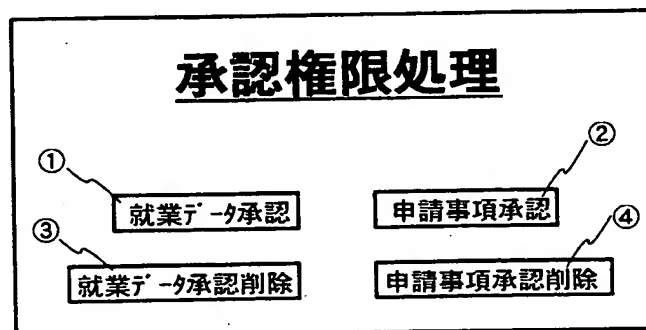 承認権限処理
① ②
就業ﾃﾞｰﾀ承認 申請事項承認
③ ④
就業ﾃﾞｰﾀ承認削除 申請事項承認削除